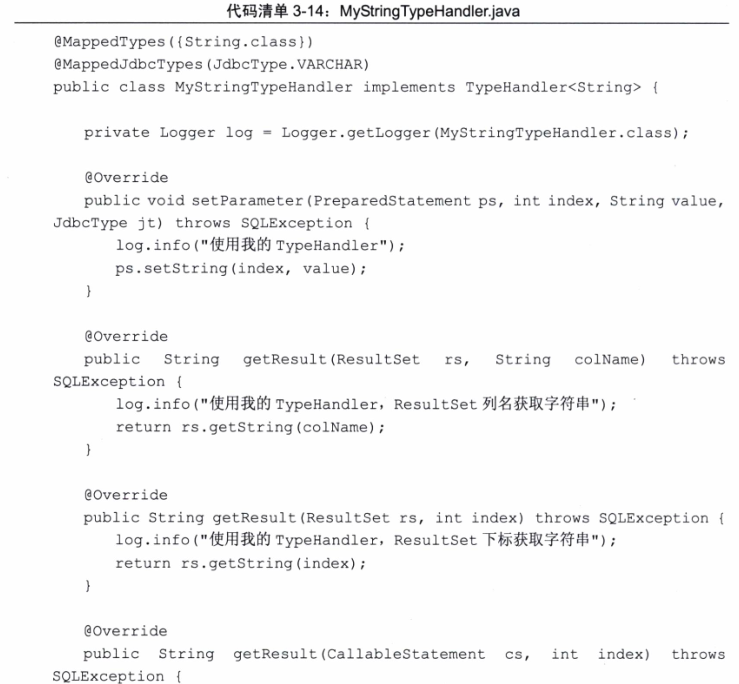 代码清单 3-14：MyStringTypeHandler.java
@MappedTypes({String.class})
@MappedJdbcTypes(JdbcType.VARCHAR)
public class MyStringTypeHandler implements TypeHandler<String> {
private Logger log = Logger.getLogger(MyStringTypeHandler.class);
@Override
public void setParameter(PreparedStatement ps, int index, String value,
JdbcType jt) throws SQLException {
log.info("使用我的 TypeHandler");
ps.setString(index, value);
}
@Override
public String getResult(ResultSet rs, String colName) throws
SQLException {
log.info("使用我的 TypeHandler，ResultSet 列名获取字符串");
return rs.getString(colName);
}
@Override
public String getResult(ResultSet rs, int index) throws SQLException {
log.info("使用我的 TypeHandler，ResultSet 下标获取字符串");
return rs.getString(index);
}
@Override
public String getResult(CallableStatement cs, int index) throws
SQLException {